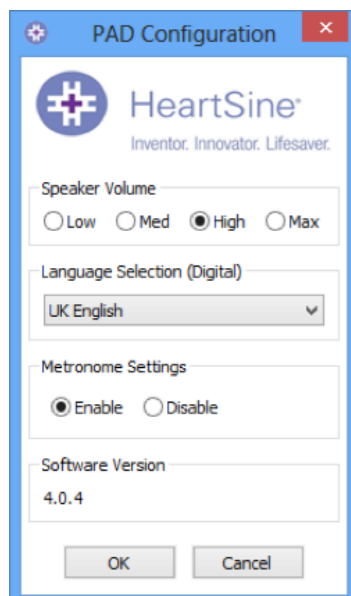 PAD Configuration
HeartSine®
Inventor. Innovator. Lifesaver.
Speaker Volume
Low Med High Max
Language Selection (Digital)
UK English
Metronome Settings
Enable Disable
Software Version
4.0.4
OK Cancel